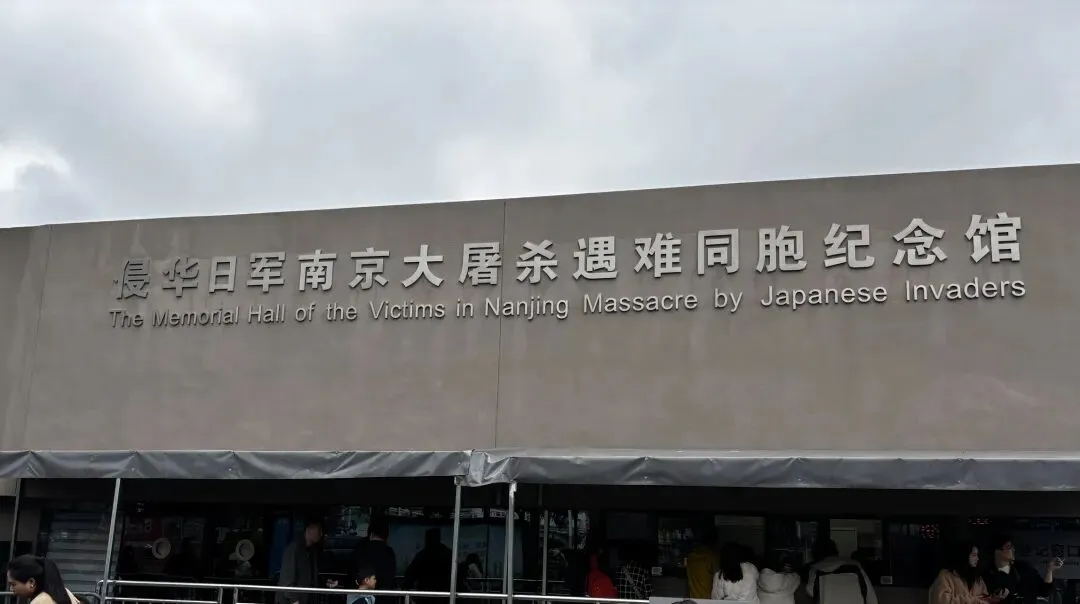 侵华日军南京大屠杀遇难同胞纪念馆
The Memorial Hall of the Victims in Nanjing Massacre by Japanese Invaders